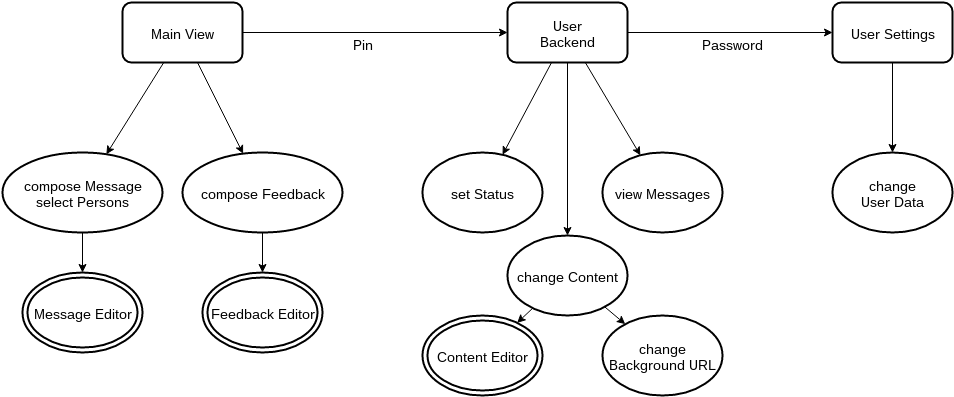 Main View
Pin
User
Backend
Password
User Settings
compose Message
select Persons
compose Feedback
set Status
view Messages
change
User Data
change Content
Message Editor
Feedback Editor
Content Editor
change
Background URL